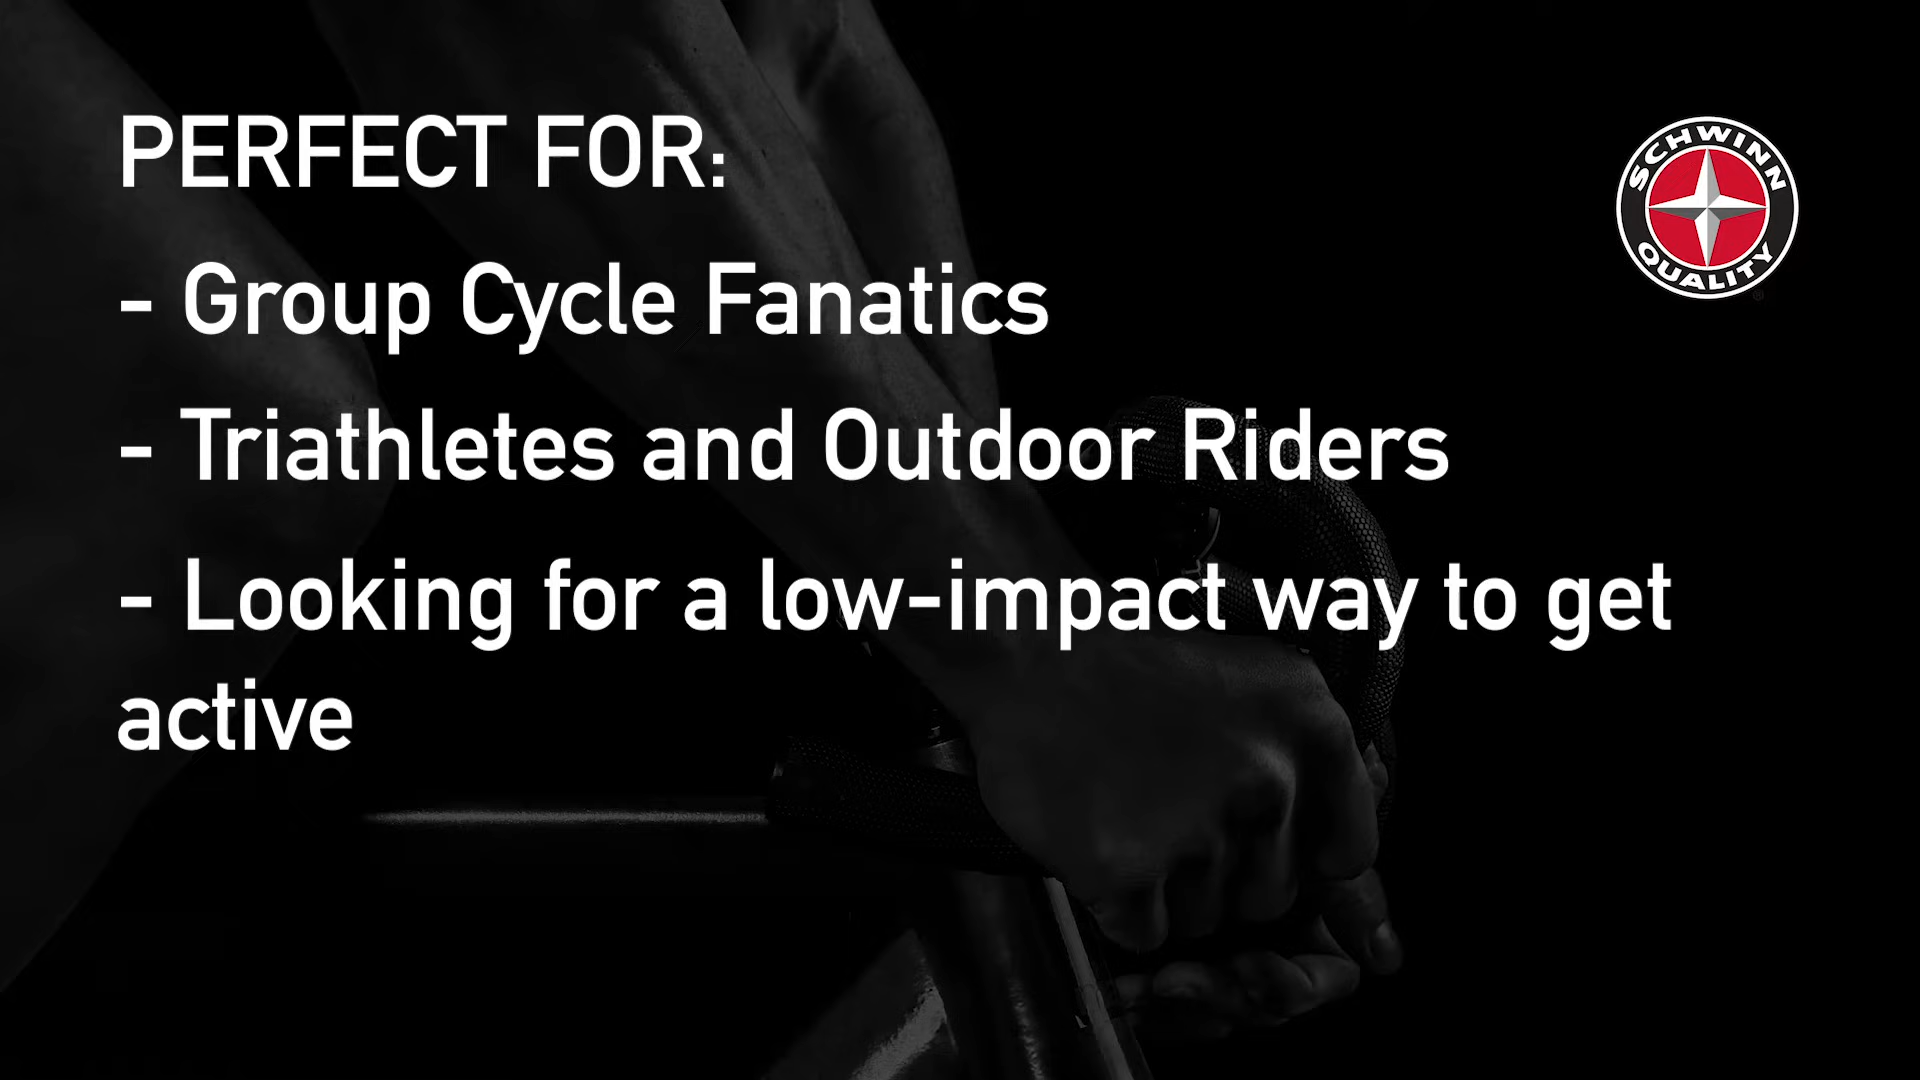 PERFECT FOR:
- Group Cycle Fanatics
- Triathletes and Outdoor Riders
- Looking for a low-impact way to get
active
SCHWINN
QUALITY
®